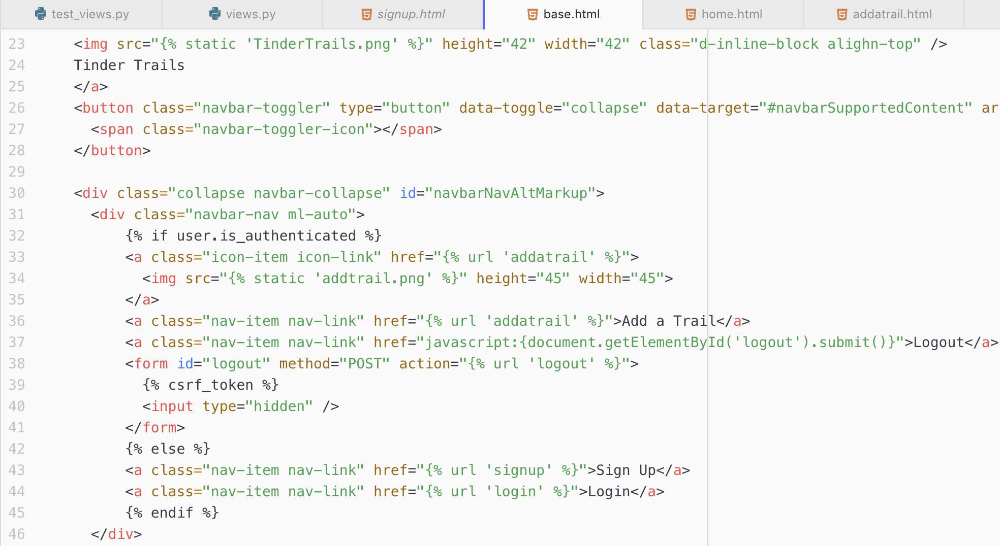 test_views.py views.py signup.html base.html home.html addatrail.html
23 <img src="{% static 'TinderTrails.png' %}" height="42" width="42" class="d-inline-block alighn-top" />
24 Tinder Trails
25 </a>
26 <button class="navbar-toggler" type="button" data-toggle="collapse" data-target="#navbarSupportedContent" ar
27 <span class="navbar-toggler-icon"></span>
28 </button>
29
30 <div class="collapse navbar-collapse" id="navbarNavAltMarkup">
31 <div class="navbar-nav ml-auto">
32 {% if user.is_authenticated %}
33 <a class="icon-item icon-link" href="{% url 'addatrail' %}">
34 <img src="{% static 'addtrail.png' %}" height="45" width="45">
35 </a>
36 <a class="nav-item nav-link" href="{% url 'addatrail' %}">Add a Trail</a>
37 <a class="nav-item nav-link" href="javascript:{document.getElementById('logout').submit()}">Logout</a>
38 <form id="logout" method="POST" action="{% url 'logout' %}">
39 {% csrf_token %}
40 <input type="hidden" />
41 </form>
42 {% else %}
43 <a class="nav-item nav-link" href="{% url 'signup' %}">Sign Up</a>
44 <a class="nav-item nav-link" href="{% url 'login' %}">Login</a>
45 {% endif %}
46 </div>